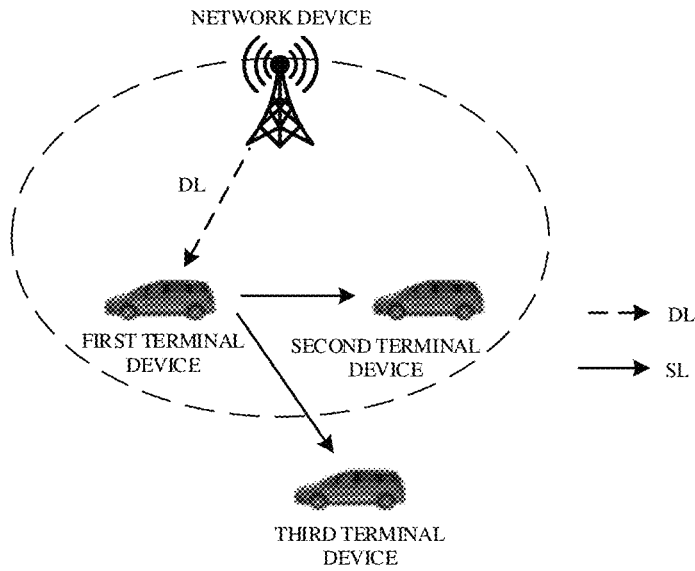 NETWORK DEVICE
DL
FIRST TERMINAL
DEVICE
SECOND TERMINAL
DEVICE
DL
SL
THIRD TERMINAL
DEVICE